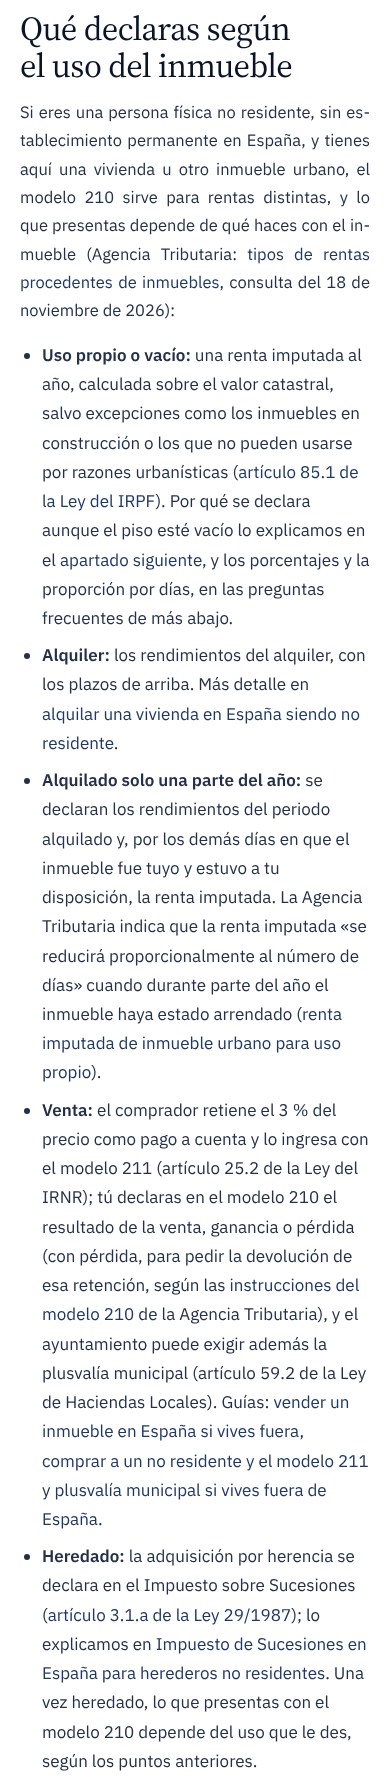 Qué declaras según
el uso del inmueble
Si eres una persona física no residente, sin es-
tablecimiento permanente en España, y tienes
aquí una vivienda u otro inmueble urbano, el
modelo 210 sirve para rentas distintas, y lo
que presentas depende de qué haces con el in-
mueble (Agencia Tributaria: tipos de rentas
procedentes de inmuebles, consulta del 18 de
noviembre de 2026):
• Uso propio o vacío: una renta imputada al
año, calculada sobre el valor catastral,
salvo excepciones como los inmuebles en
construcción o los que no pueden usarse
por razones urbanísticas (artículo 85.1 de
la Ley del IRPF). Por qué se declara
aunque el piso esté vacío lo explicamos en
el apartado siguiente, y los porcentajes y la
proporción por días, en las preguntas
frecuentes de más abajo.
• Alquiler: los rendimientos del alquiler, con
los plazos de arriba. Más detalle en
alquilar una vivienda en España siendo no
residente.
• Alquilado solo una parte del año: se
declaran los rendimientos del periodo
alquilado y, por los demás días en que el
inmueble fue tuyo y estuvo a tu
disposición, la renta imputada. La Agencia
Tributaria indica que la renta imputada «se
reducirá proporcionalmente al número de
días» cuando durante parte del año el
inmueble haya estado arrendado (renta
imputada de inmueble urbano para uso
propio).
• Venta: el comprador retiene el 3 % del
precio como pago a cuenta y lo ingresa con
el modelo 211 (artículo 25.2 de la Ley del
IRNR); tú declaras en el modelo 210 el
resultado de la venta, ganancia o pérdida
(con pérdida, para pedir la devolución de
esa retención, según las instrucciones del
modelo 210 de la Agencia Tributaria), y el
ayuntamiento puede exigir además la
plusvalía municipal (artículo 59.2 de la Ley
de Haciendas Locales). Guías: vender un
inmueble en España si vives fuera,
comprar a un no residente y el modelo 211
y plusvalía municipal si vives fuera de
España.
• Heredado: la adquisición por herencia se
declara en el Impuesto sobre Sucesiones
(artículo 3.1.a de la Ley 29/1987); lo
explicamos en Impuesto de Sucesiones en
España para herederos no residentes. Una
vez heredado, lo que presentas con el
modelo 210 depende del uso que le des,
según los puntos anteriores.